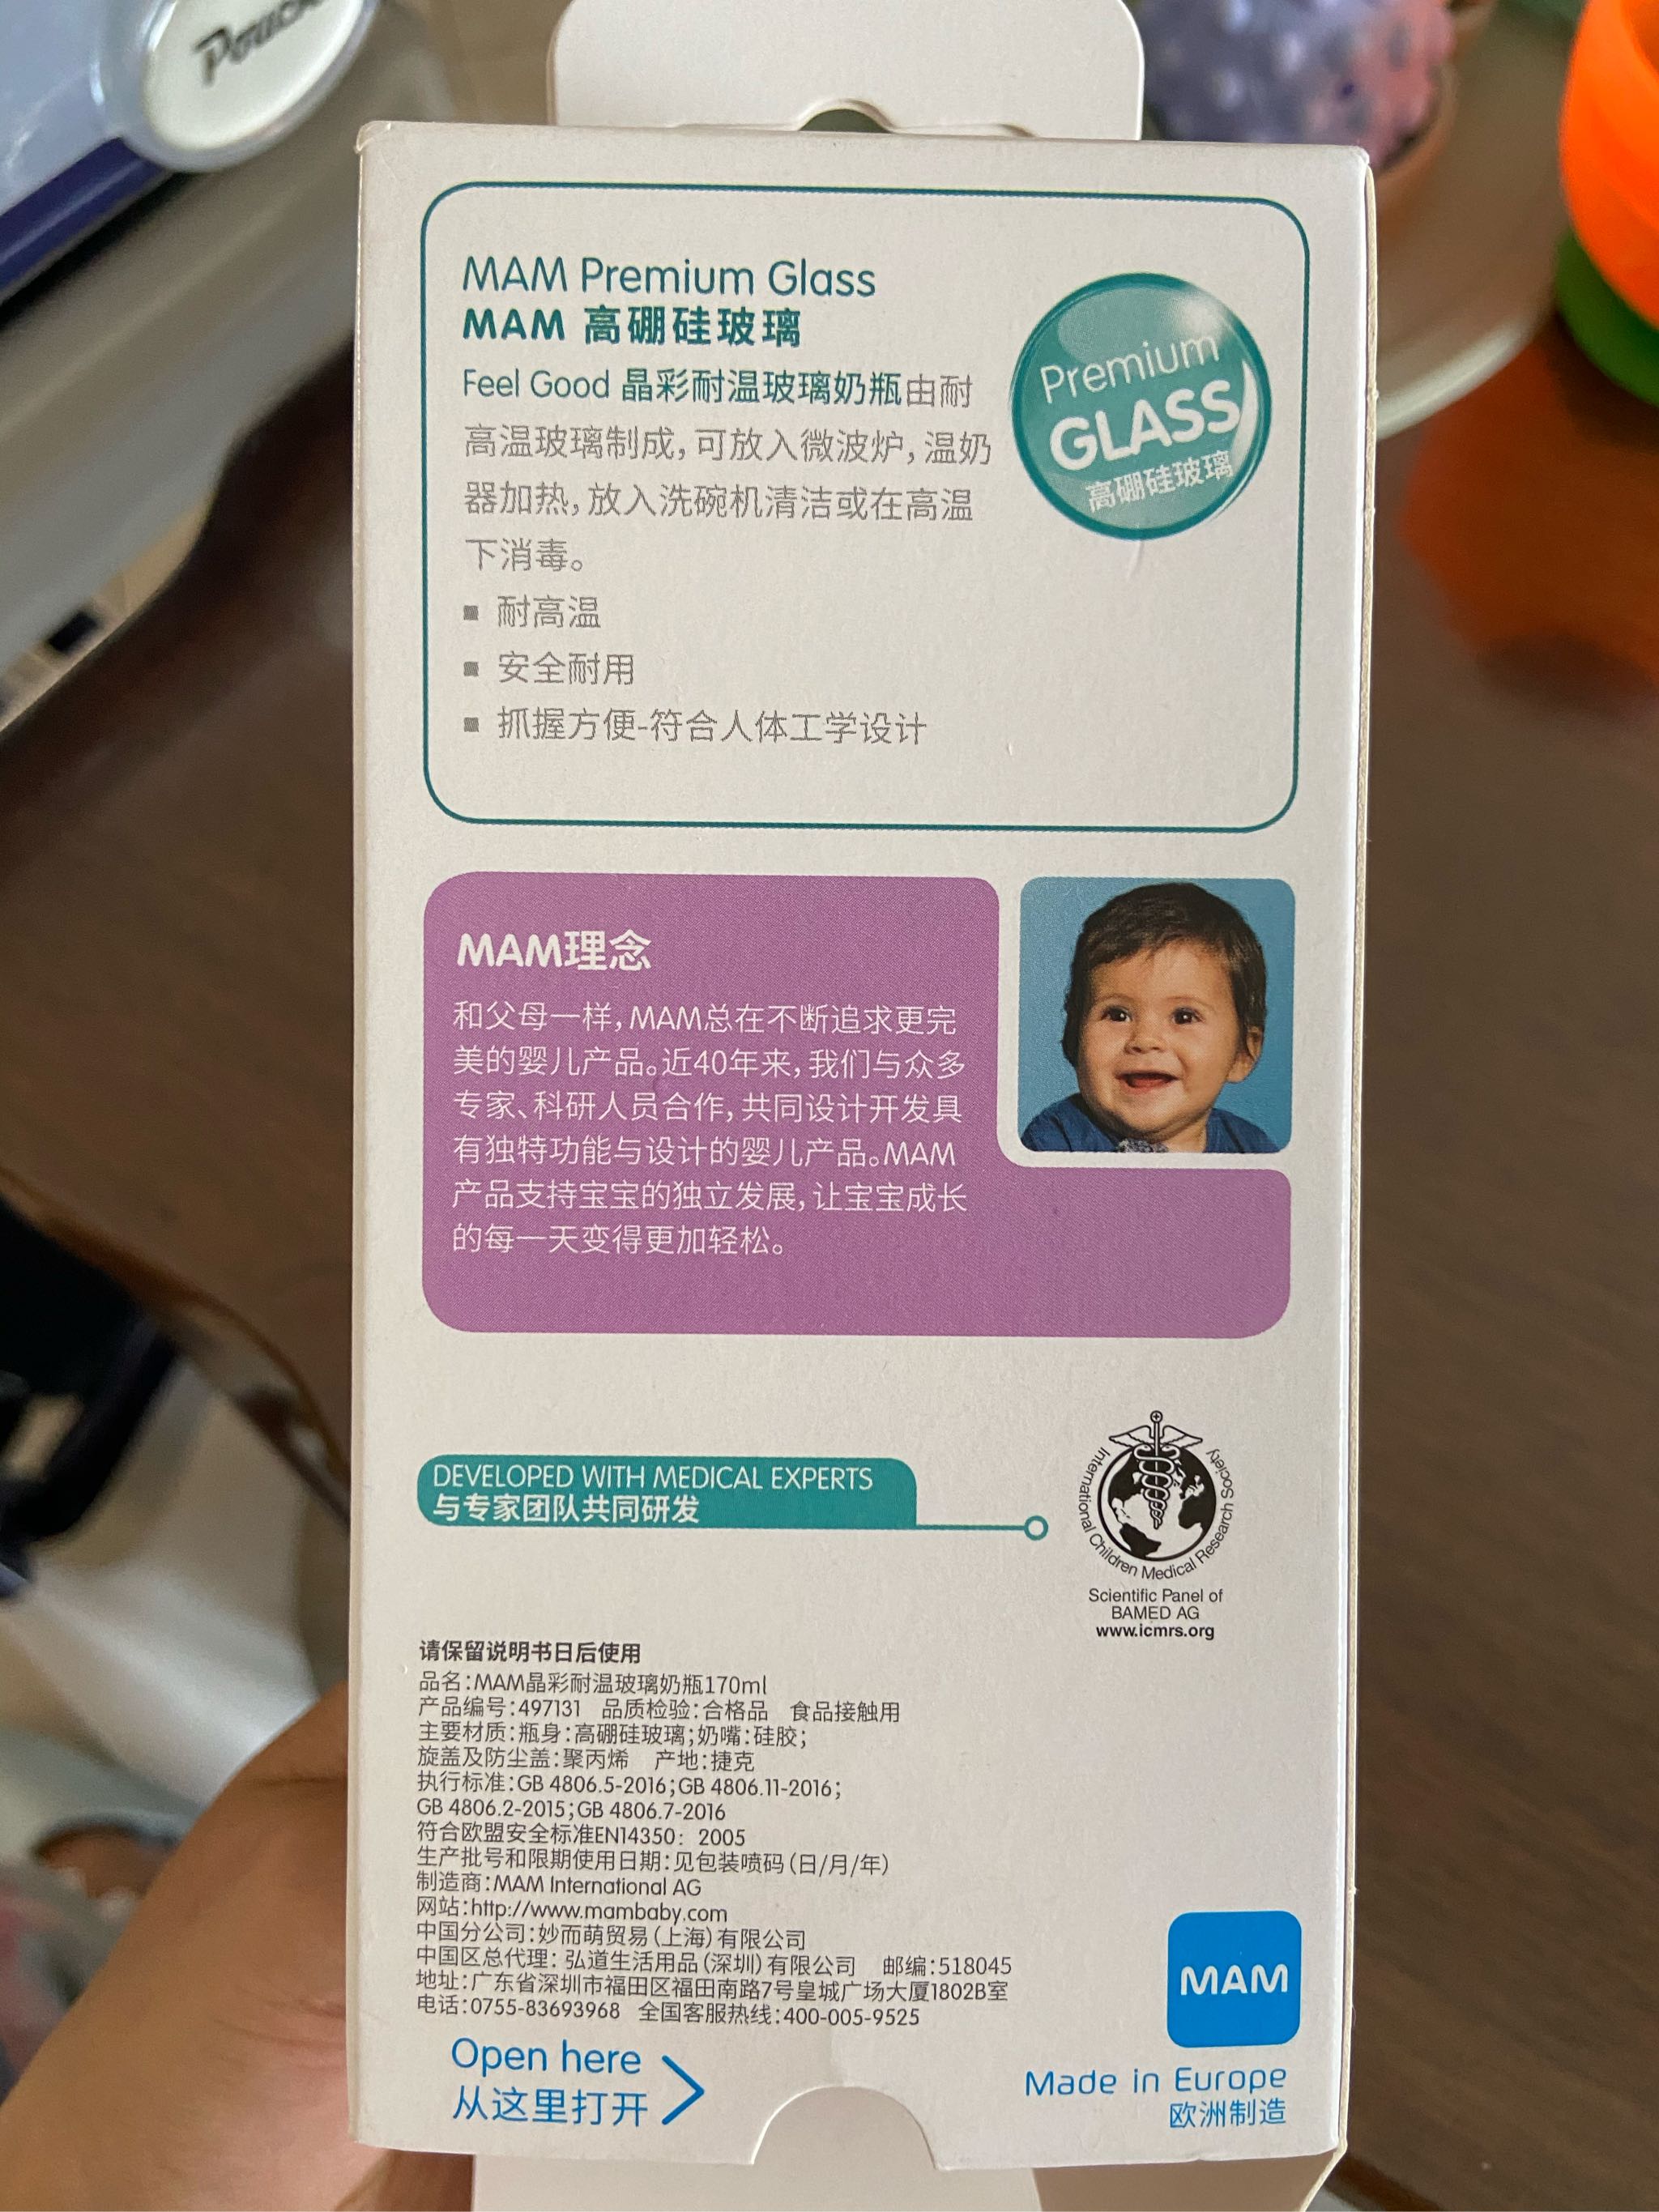 MAM Premium Glass
MAM 高硼硅玻璃
Feel Good 晶彩耐温玻璃奶瓶由耐
高温玻璃制成，可放入微波炉，温奶
器加热，放入洗碗机清洁或在高温
下消毒。
▪ 耐高温
▪ 安全耐用
▪ 抓握方便-符合人体工学设计
Premium
GLASS
高硼硅玻璃
MAM理念
和父母一样，MAM总在不断追求更完
美的婴儿产品。近40年来，我们与众多
专家、科研人员合作，共同设计开发具
有独特功能与设计的婴儿产品。MAM
产品支持宝宝的独立发展，让宝宝成长
的每一天变得更加轻松。
DEVELOPED WITH MEDICAL EXPERTS
与专家团队共同研发
International Children Medical Research Society
Scientific Panel of
BAMED AG
www.icmrs.org
请保留说明书日后使用
品名：MAM晶彩耐温玻璃奶瓶170ml
产品编号：497131 品质检验：合格品 食品接触用
主要材质：瓶身：高硼硅玻璃；奶嘴：硅胶；
旋盖及防尘盖：聚丙烯 产地：捷克
执行标准：GB 4806.5-2016；GB 4806.11-2016；
GB 4806.2-2015；GB 4806.7-2016
符合欧盟安全标准EN14350：2005
生产批号和限期使用日期：见包装喷码（日/月/年）
制造商：MAM International AG
网站：http://www.mambaby.com
中国分公司：妙而萌贸易（上海）有限公司
中国区总代理：弘道生活用品（深圳）有限公司 邮编：518045
地址：广东省深圳市福田区福田南路7号皇城广场大厦1802B室
电话：0755-83693968 全国客服热线：400-005-9525
Open here
从这里打开
MAM
Made in Europe
欧洲制造